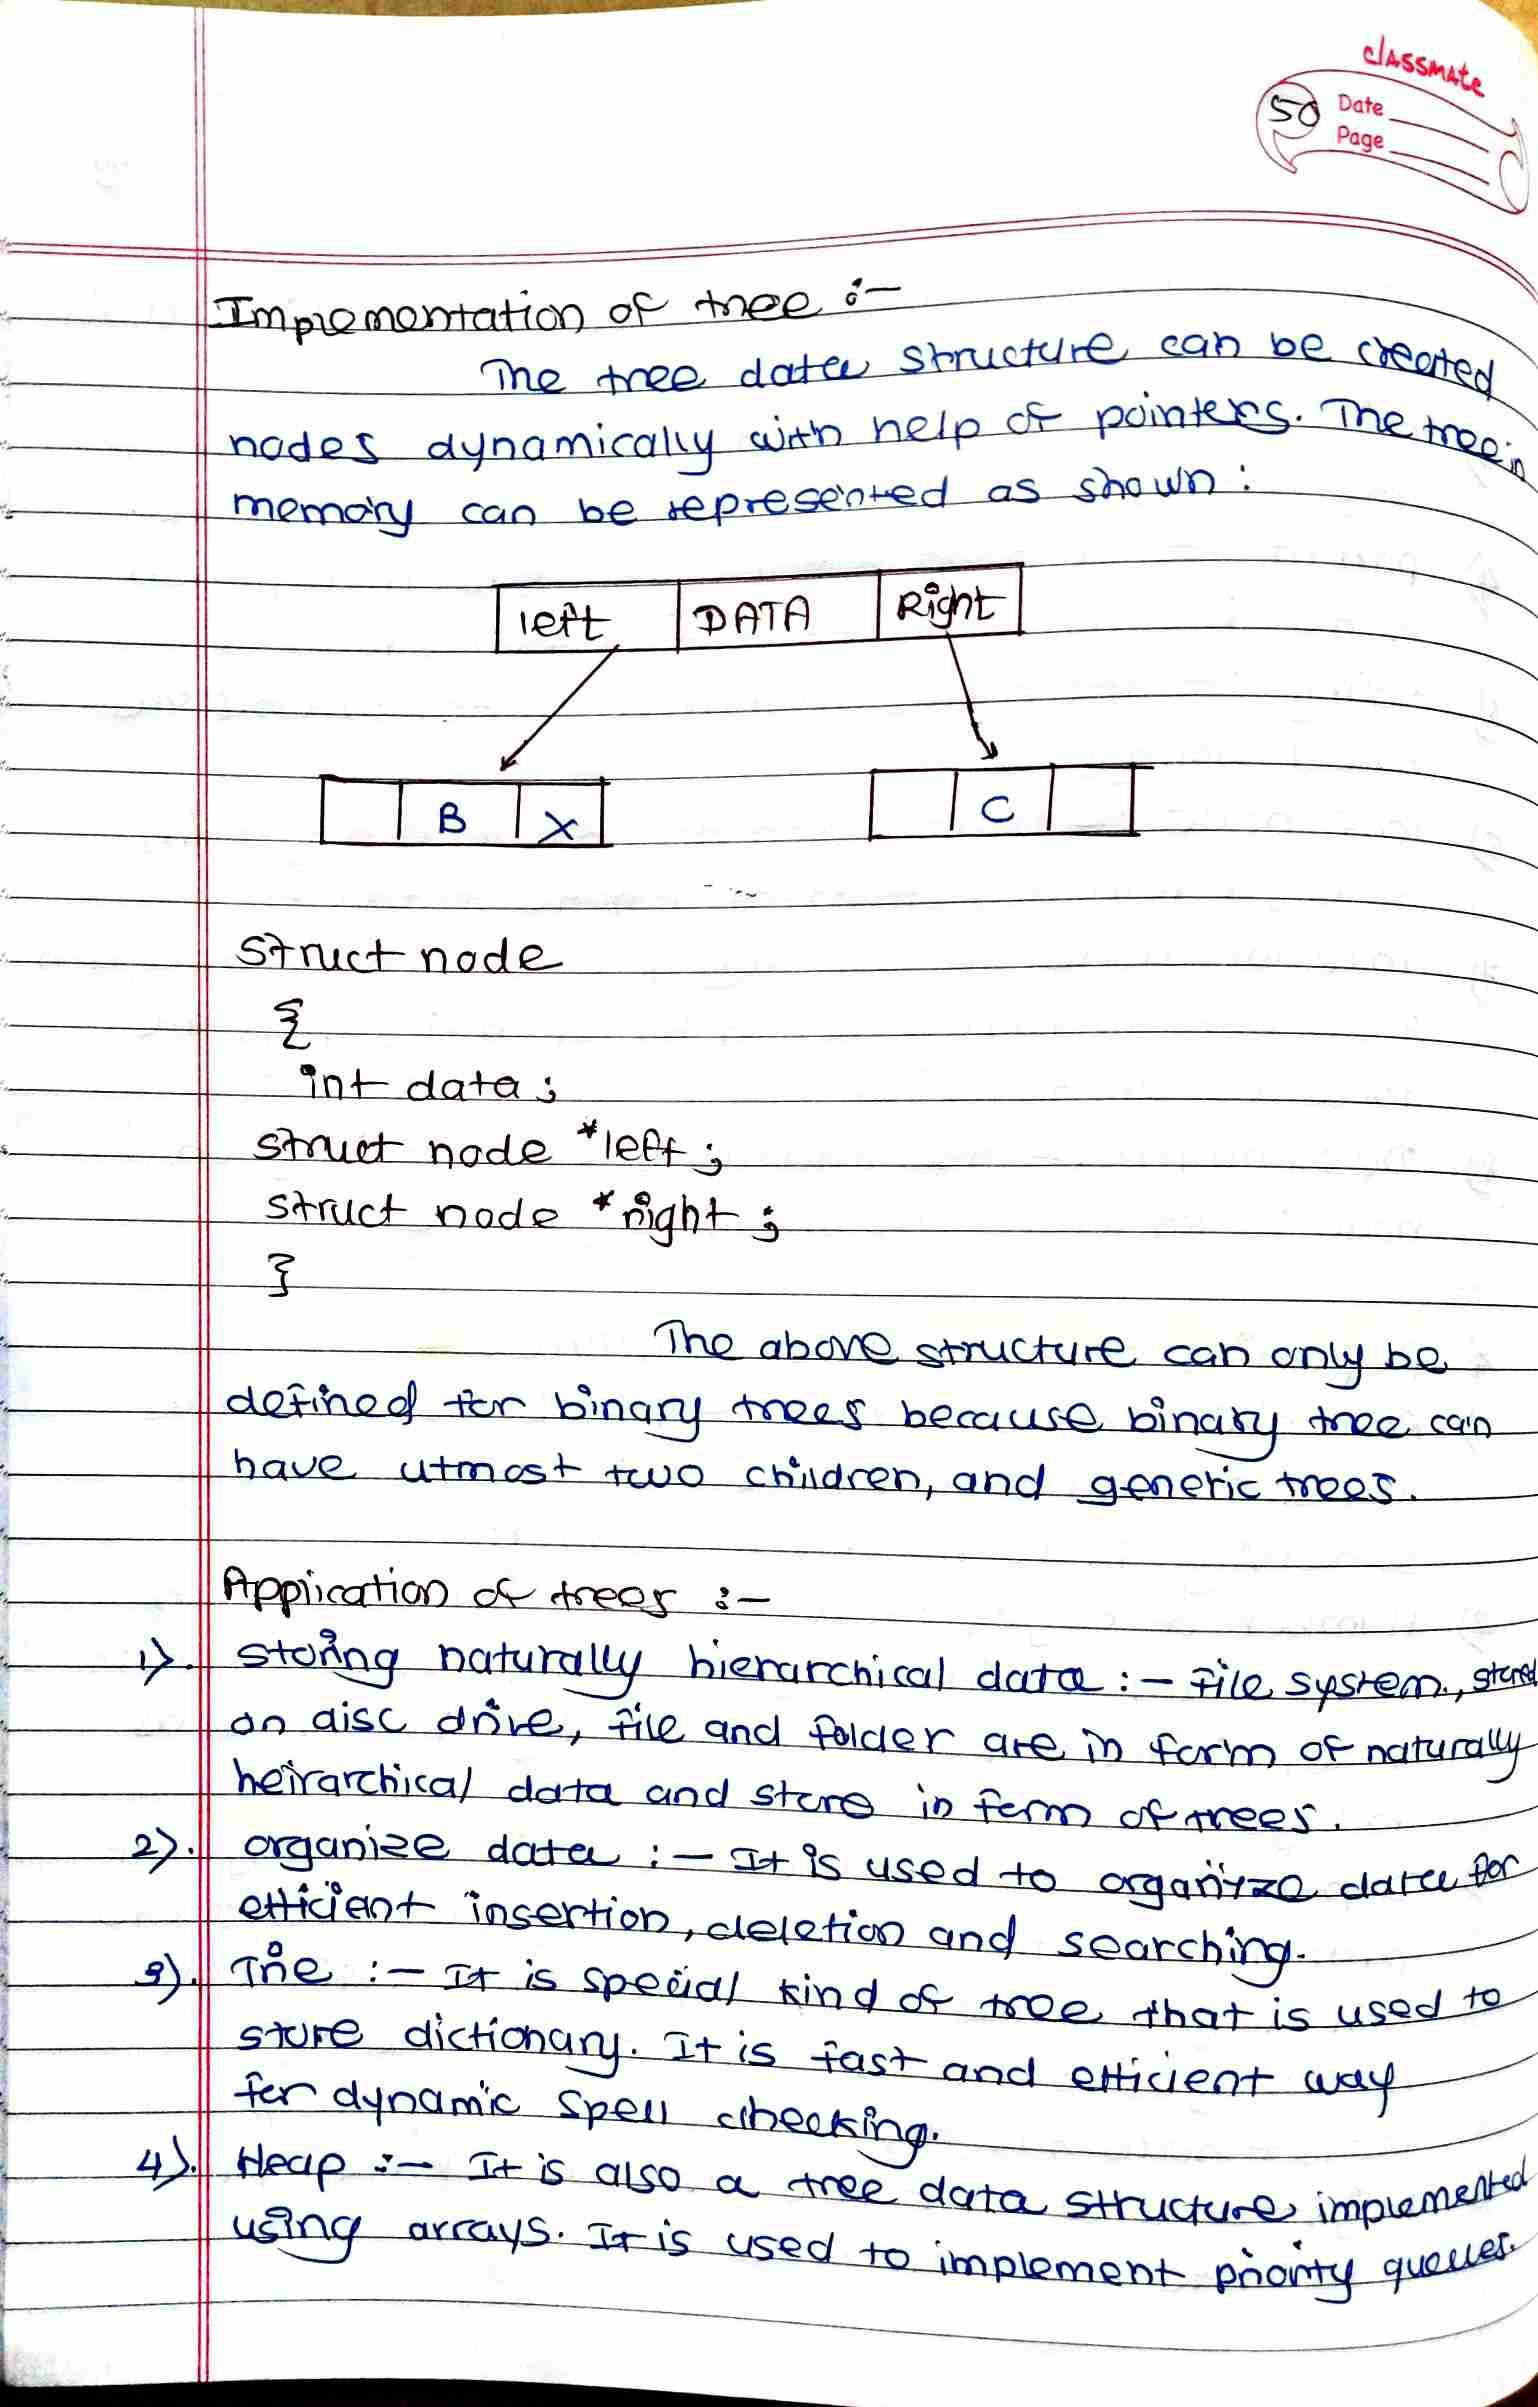 classmate
50 Date
Page
Implementation of tree :-
The tree data structure can be created
nodes dynamically with help of pointers. The tree in
memory can be represented as shown :
left DATA Right
B X C
struct node
{
int data ;
struct node *left ;
struct node *right ;
}
The above structure can only be
defined for binary trees because binary tree can
have utmost two children, and generic trees.
Application of trees :-
1). storing naturally hierarchical data :- file system, stored
on disc drive, file and folder are in form of naturally
heirarchical data and store in form of trees.
2). organize data :- It is used to organize data for
efficient insertion, deletion and searching.
3). Trie :- It is special kind of tree that is used to
store dictionary. It is fast and efficient way
for dynamic spell checking.
4). Heap :- It is also a tree data structure implemented
using arrays. It is used to implement priority queues.